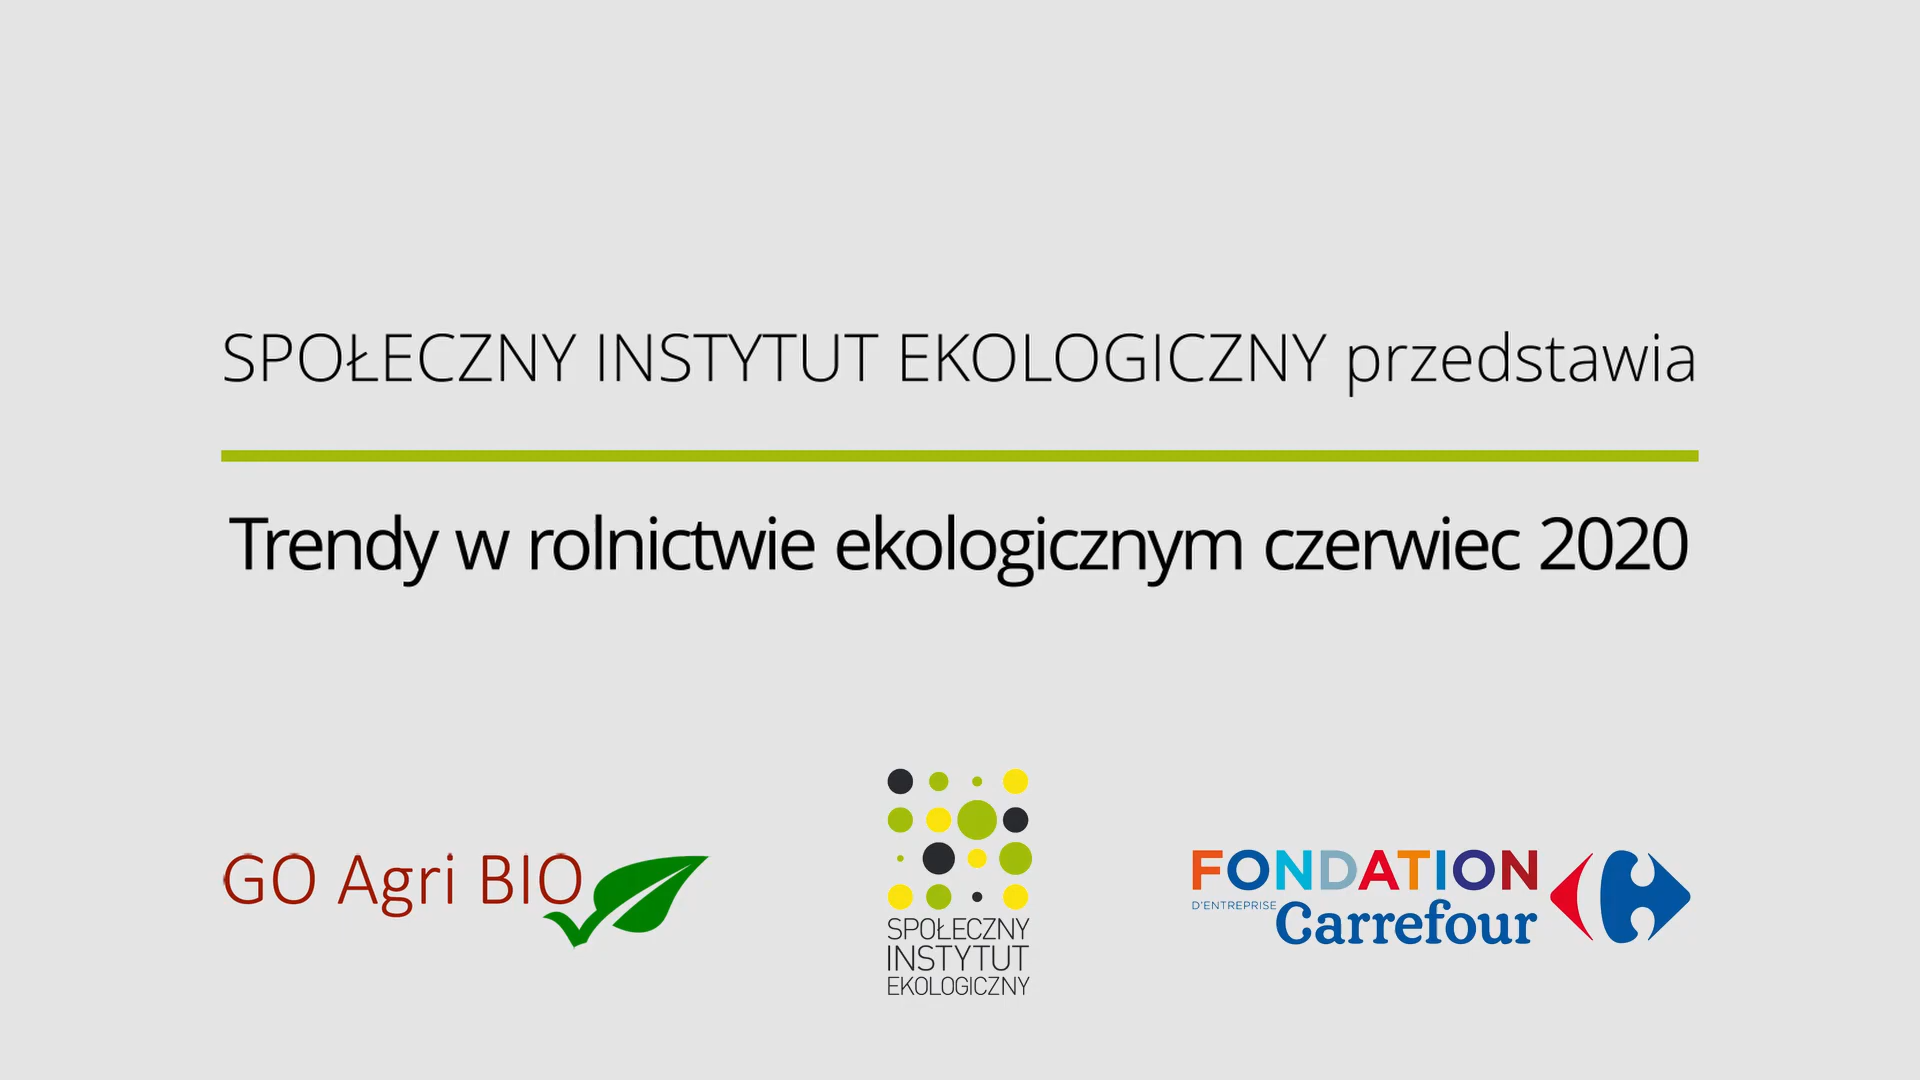 SPOŁECZNY INSTYTUT EKOLOGICZNY przedstawia
Trendy w rolnictwie ekologicznym czerwiec 2020
GO Agri BIO
SPOŁECZNY
INSTYTUT
EKOLOGICZNY
FONDATION
D'ENTREPRISE Carrefour